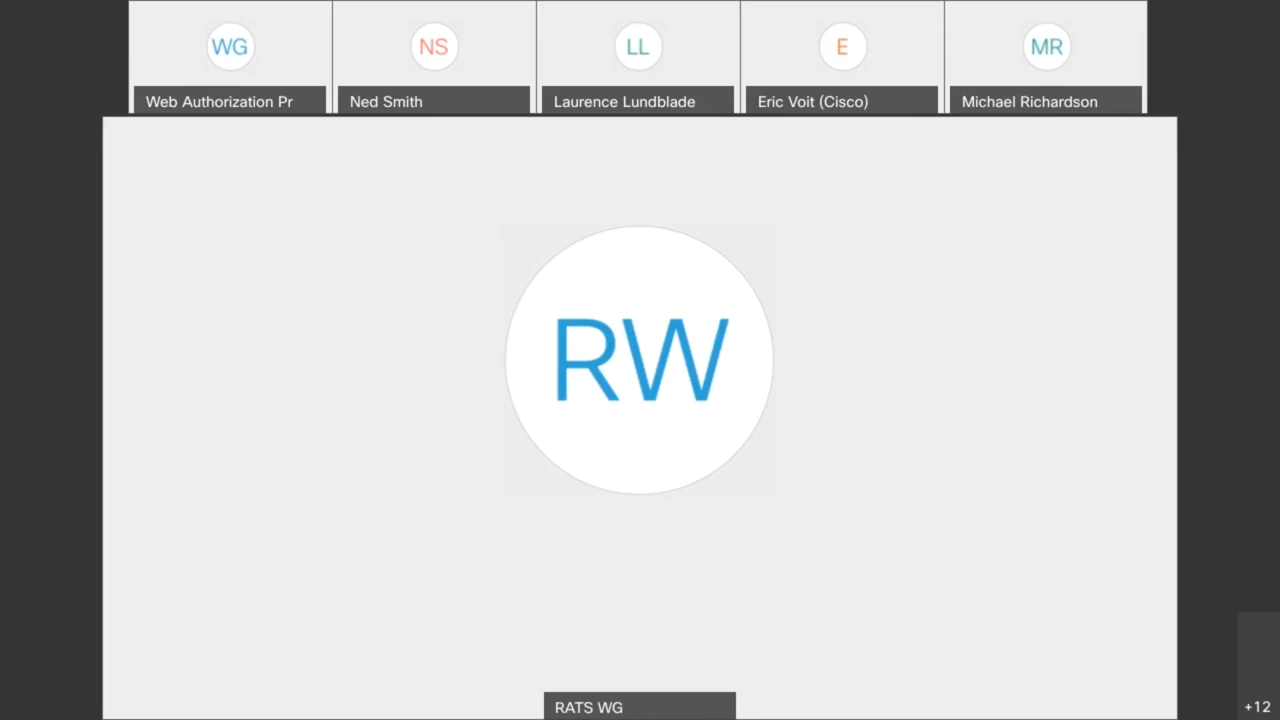 WG
NS
LL
E
MR
Web Authorization Pr
Ned Smith
Laurence Lundblade
Eric Voit (Cisco)
Michael Richardson
RW
RATS WG
+12